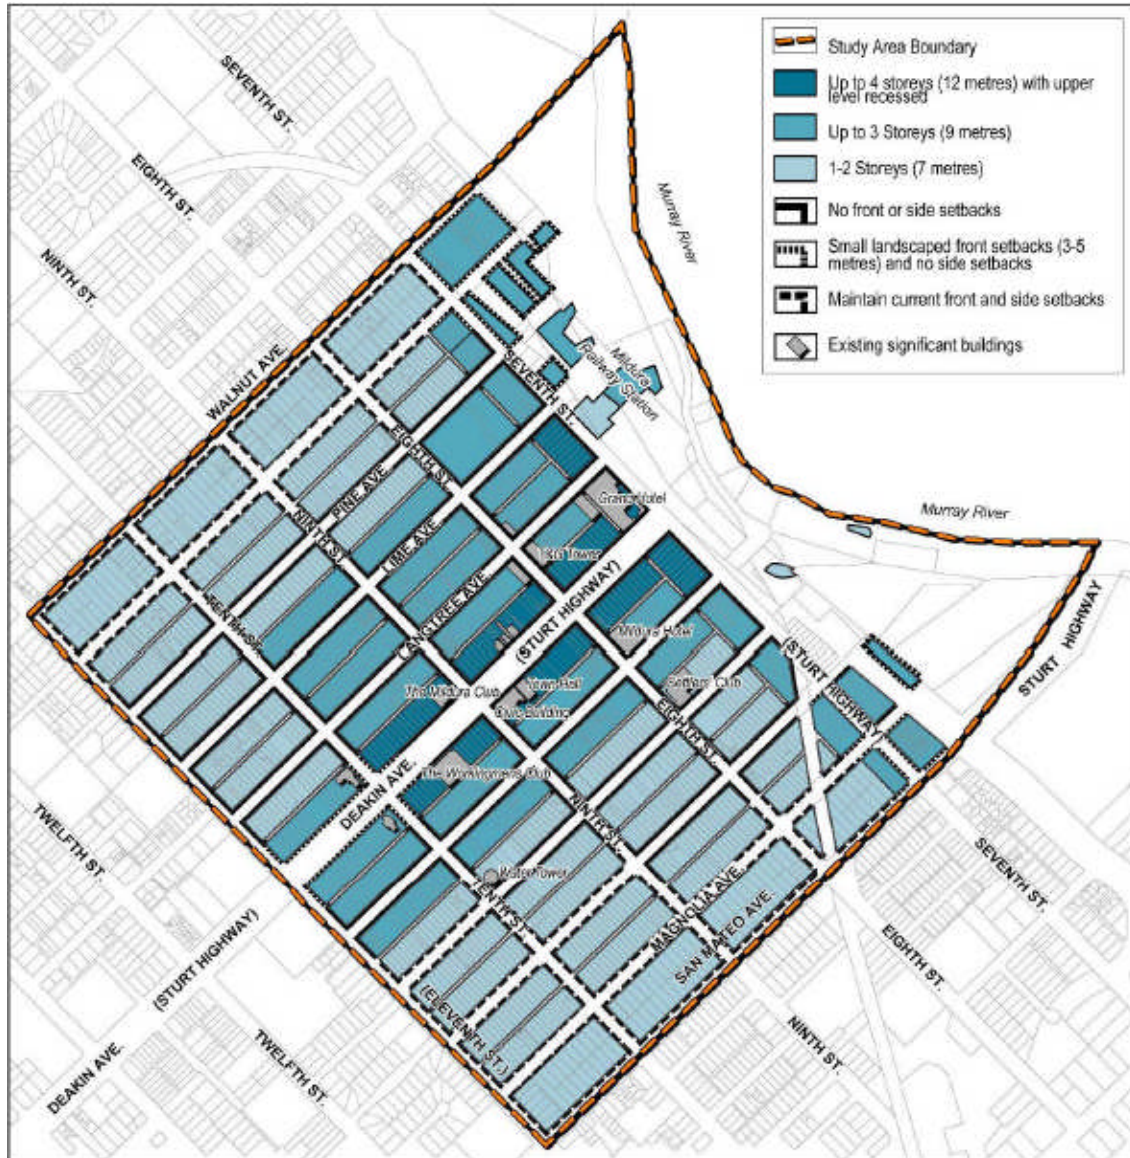 Study Area Boundary
Up to 4 storeys (12 metres) with upper
level recessed
Up to 3 Storeys (9 metres)
1-2 Storeys (7 metres)
No front or side setbacks
Small landscaped front setbacks (3-5
metres) and no side setbacks
Maintain current front and side setbacks
Existing significant buildings
SEVENTH ST.
EIGHTH ST.
NINTH ST.
WALNUT AVE.
Murray River
Mildura
Railway Station
SEVENTH ST.
EIGHTH ST.
PINE AVE.
NINTH ST.
LIME AVE.
Grand Hotel
Murray River
T&G Tower
LANGTREE AVE.
(STURT HIGHWAY)
TENTH ST.
Mildura Hotel
(STURT HIGHWAY)
STURT HIGHWAY
The Mildura Club
Town Hall
Settlers Club
Civic Building
EIGHTH ST.
DEAKIN AVE.
The Workingmens Club
NINTH ST.
TWELFTH ST.
SEVENTH ST.
Water Tower
TENTH ST.
MAGNOLIA AVE.
SAN MATEO AVE.
(STURT HIGHWAY)
EIGHTH ST.
(ELEVENTH ST.)
DEAKIN AVE.
TWELFTH ST.
NINTH ST.